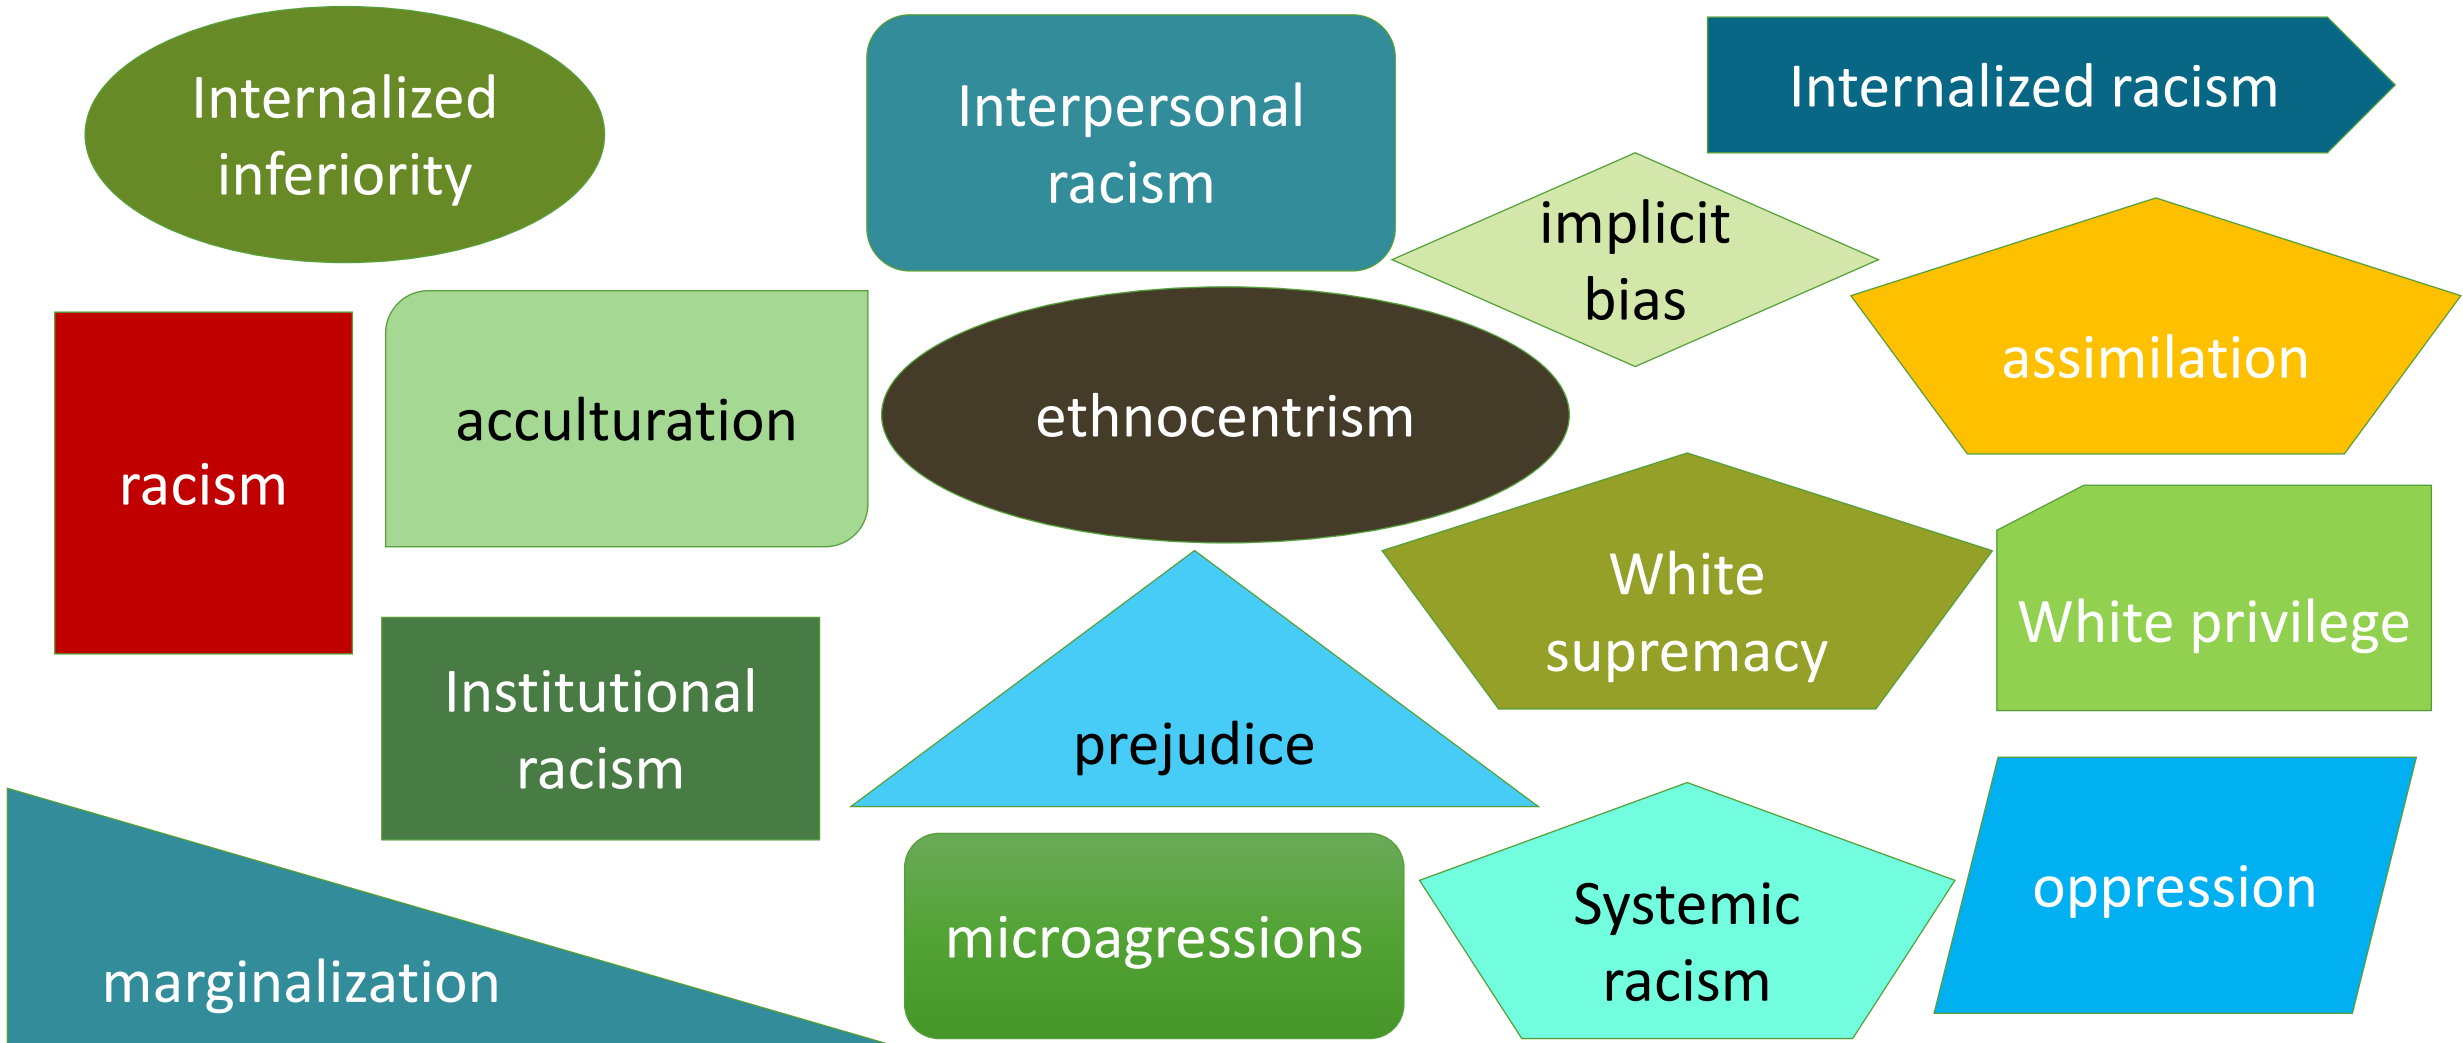 Internalized
inferiority
Interpersonal
racism
Internalized racism
implicit
bias
assimilation
racism
acculturation
ethnocentrism
White
supremacy
White privilege
Institutional
racism
prejudice
marginalization
microagressions
Systemic
racism
oppression